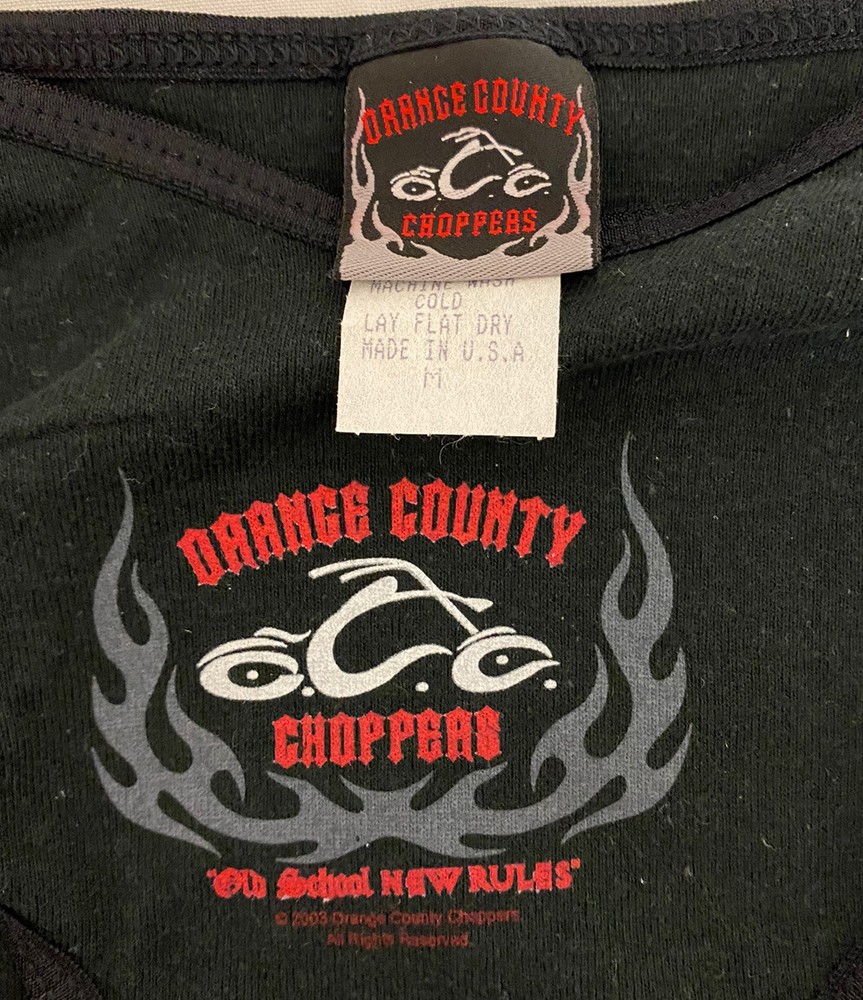 ORANGE COUNTY
O.C.C.
CHOPPERS
MACHINE WASH
COLD
LAY FLAT DRY
MADE IN U.S.A
M
ORANGE COUNTY
O.C.C.
CHOPPERS
"Old School NEW RULES"
© 2003 Orange County Choppers.
All Rights Reserved.